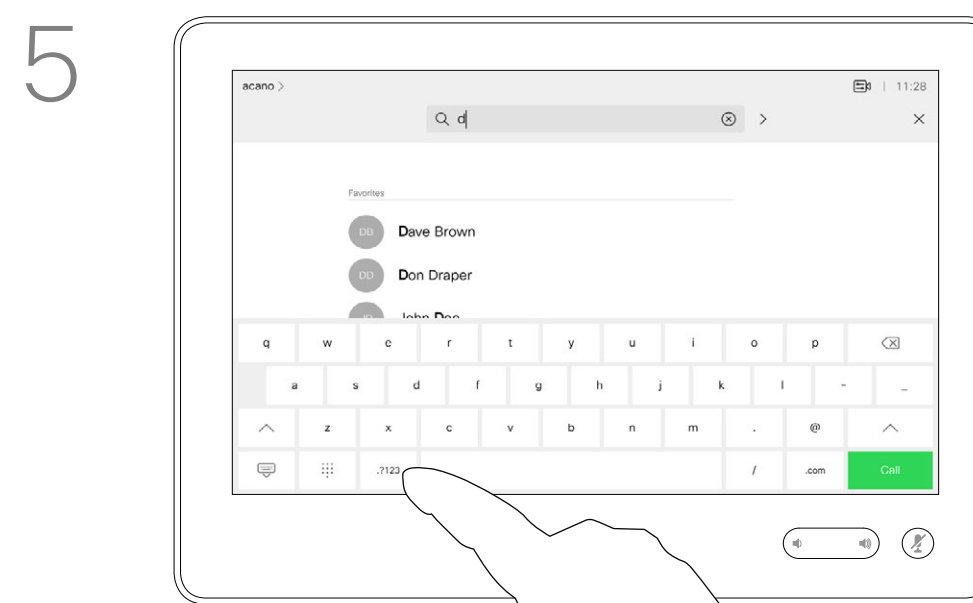 5
acano >
| 11:28
d
Favorites
DB Dave Brown
DD Don Draper
q w e r t y u i o p
a s d f g h j k l - _
z x c v b n m . @
.?123 / .com Call